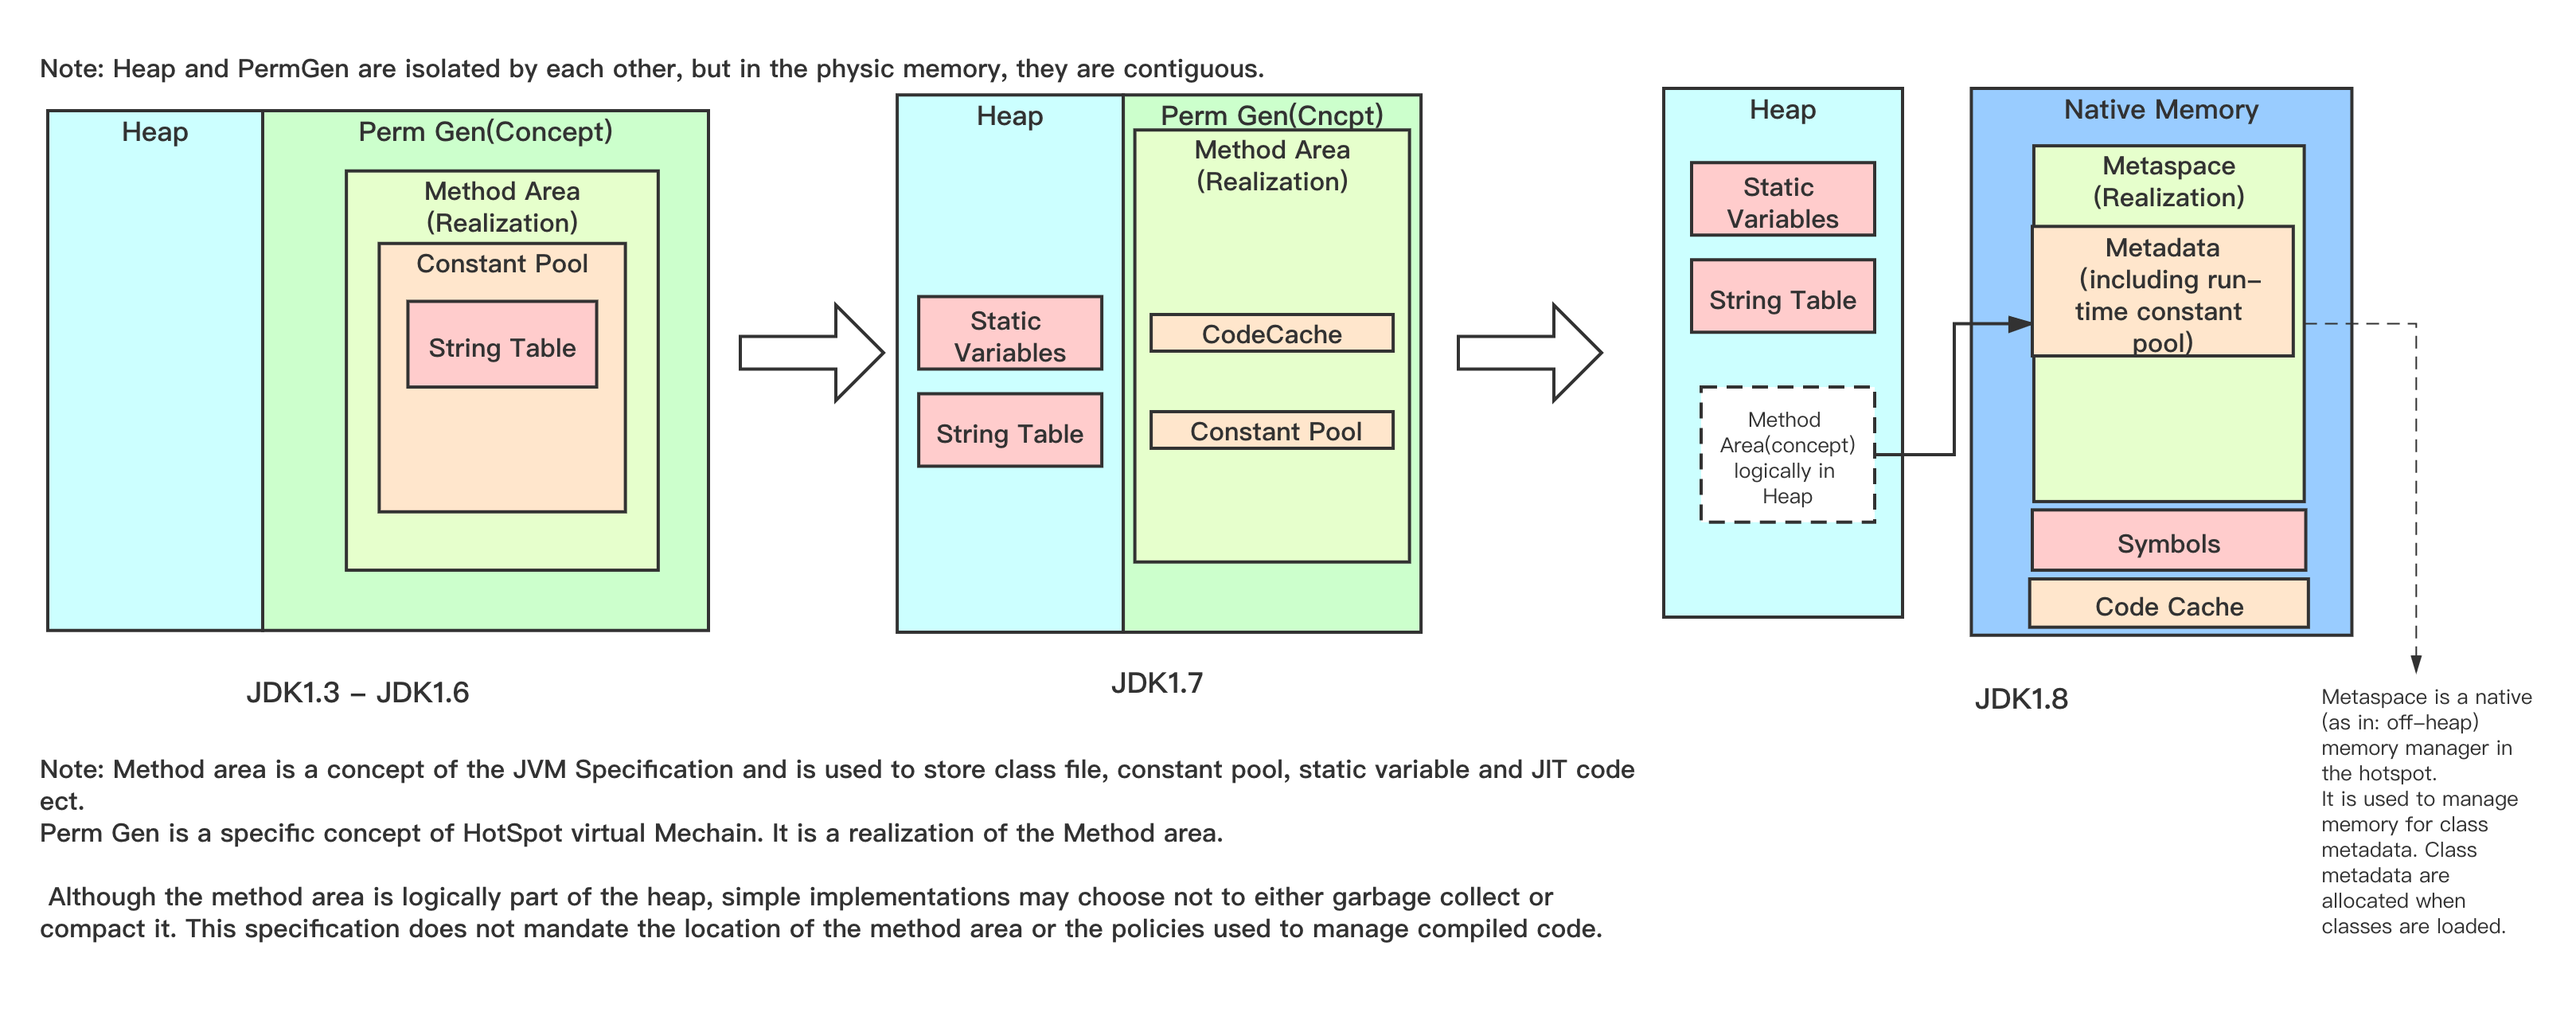 Note: Heap and PermGen are isolated by each other, but in the physic memory, they are contiguous.
Heap
Perm Gen(Concept)
Method Area
(Realization)
Constant Pool
String Table
JDK1.3 – JDK1.6
Heap
Perm Gen(Cncpt)
Method Area
(Realization)
Static
Variables
String Table
CodeCache
Constant Pool
JDK1.7
Heap
Static
Variables
String Table
Method
Area(concept)
logically in
Heap
Native Memory
Metaspace
(Realization)
Metadata
(including run–
time constant
pool)
Symbols
Code Cache
JDK1.8
Metaspace is a native
(as in: off–heap)
memory manager in
the hotspot.
It is used to manage
memory for class
metadata. Class
metadata are
allocated when
classes are loaded.
Note: Method area is a concept of the JVM Specification and is used to store class file, constant pool, static variable and JIT code
ect.
Perm Gen is a specific concept of HotSpot virtual Mechain. It is a realization of the Method area.
Although the method area is logically part of the heap, simple implementations may choose not to either garbage collect or
compact it. This specification does not mandate the location of the method area or the policies used to manage compiled code.